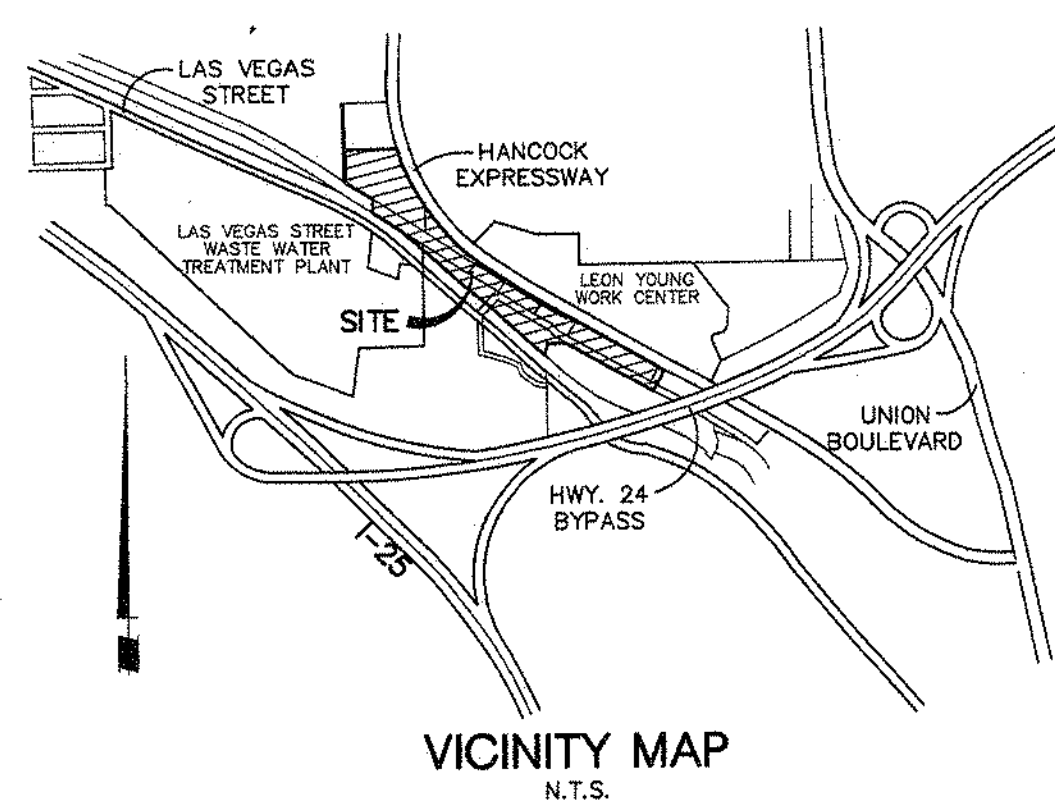 LAS VEGAS
STREET
HANCOCK
EXPRESSWAY
LAS VEGAS STREET
WASTE WATER
TREATMENT PLANT
LEON YOUNG
WORK CENTER
SITE
UNION
BOULEVARD
HWY. 24
BYPASS
I-25
VICINITY MAP
N.T.S.